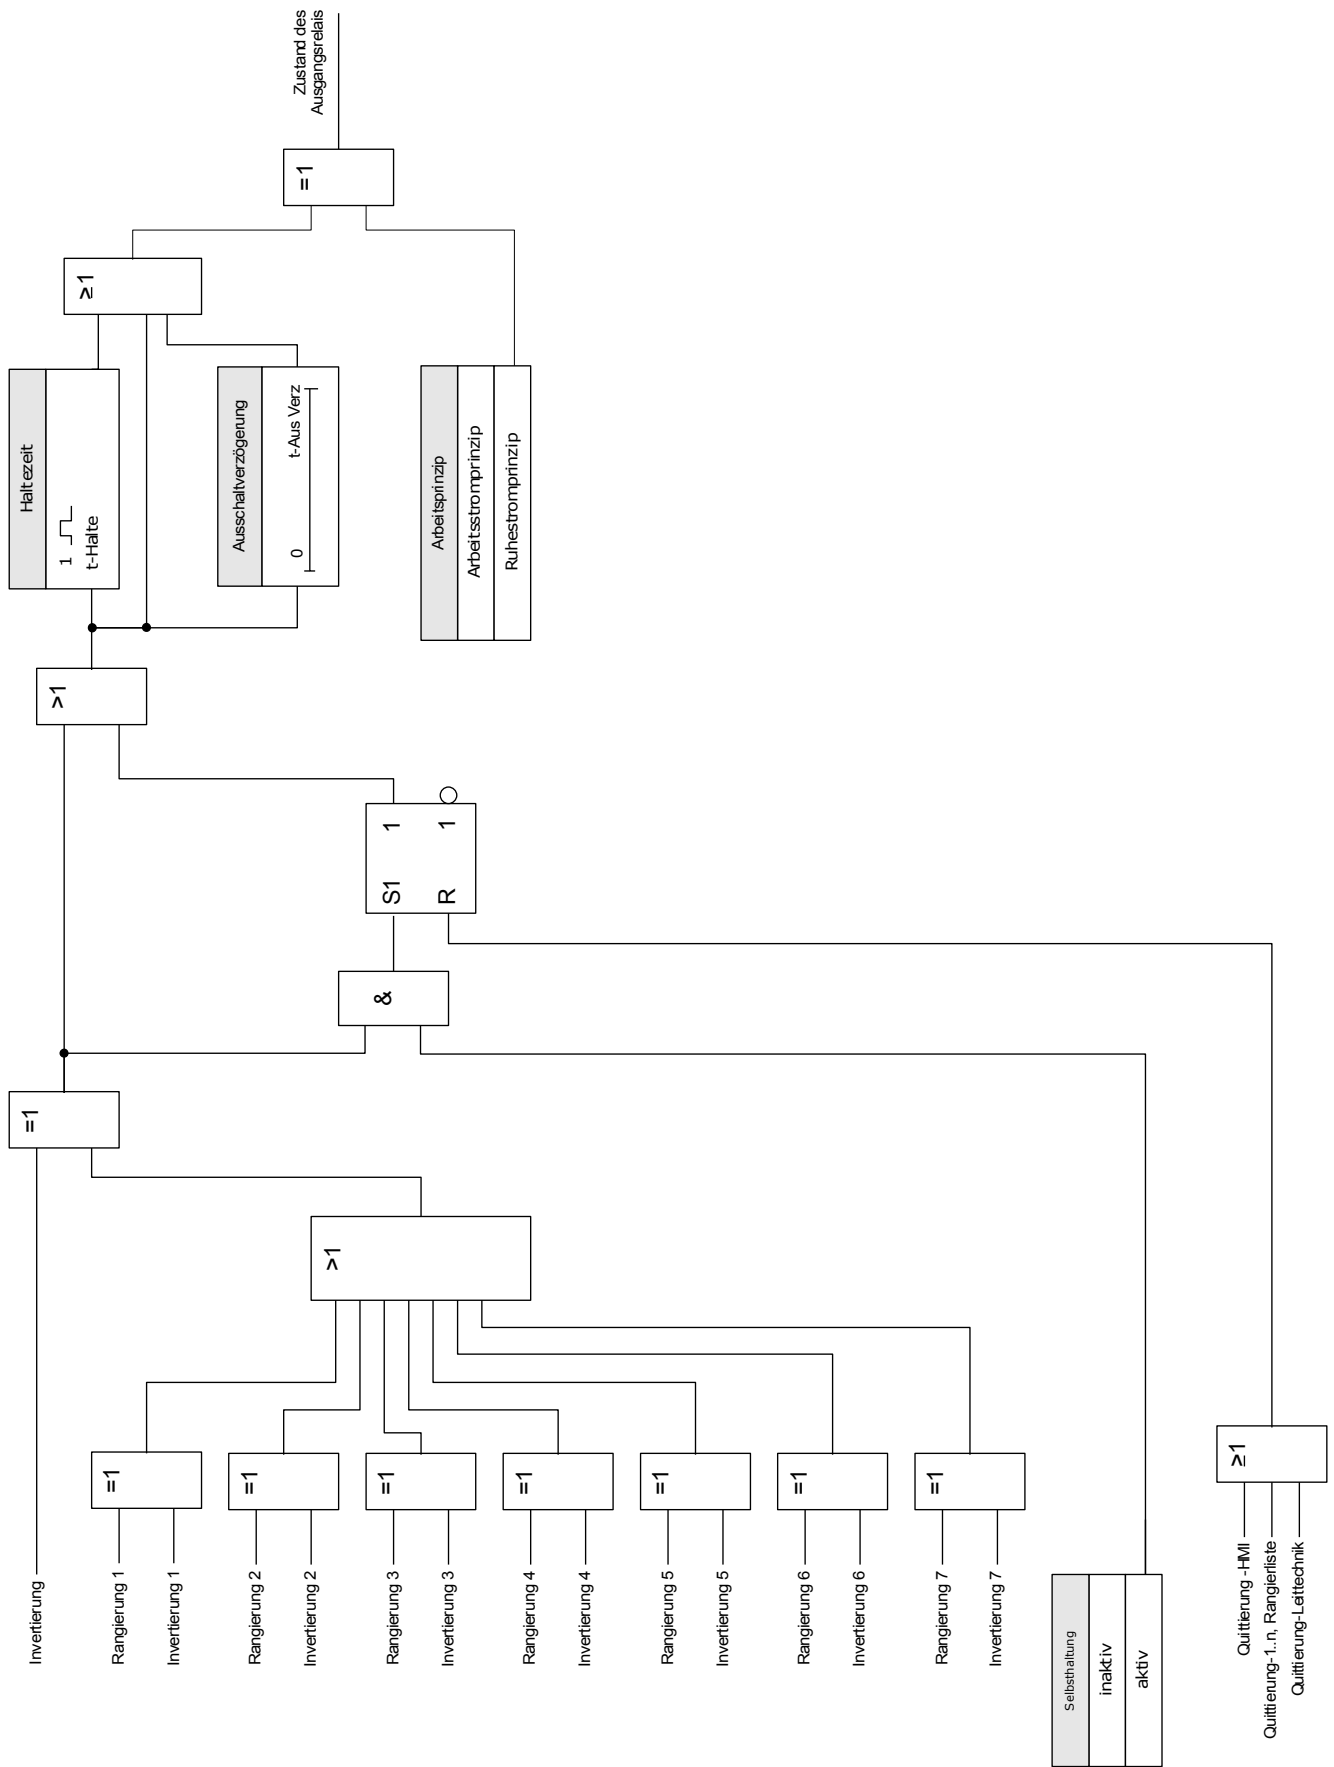 Invertierung
Rangierung 1
Invertierung 1
Rangierung 2
Invertierung 2
Rangierung 3
Invertierung 3
Rangierung 4
Invertierung 4
Rangierung 5
Invertierung 5
Rangierung 6
Invertierung 6
Rangierung 7
Invertierung 7
Selbsthaltung
inaktiv
aktiv
Quittierung -HMI
Quittierung-1..n, Rangierliste
Quittierung-Leittechnik
=1
=1
=1
=1
=1
=1
=1
≥1
>1
=1
&
S1 1
R 1
>1
Haltezeit
1
t-Halte
Ausschaltverzögerung
0 t-Aus Verz
Arbeitsprinzip
Arbeitsstromprinzip
Ruhestromprinzip
≥1
=1
Zustand des
Ausgangsrelais